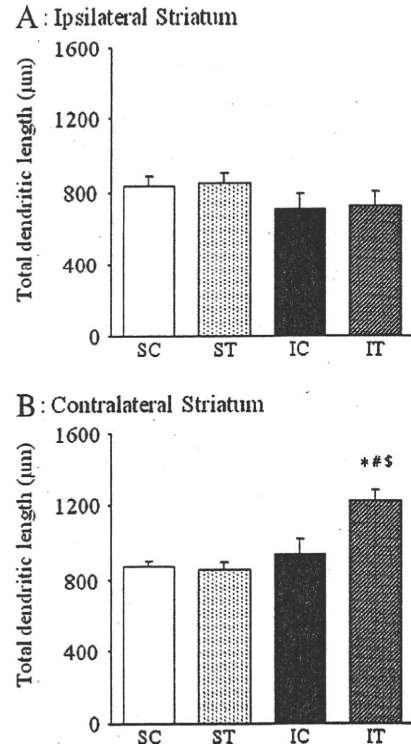 A: Ipsilateral Striatum
Total dendritic length (μm)
1600
1200
800
400
0
SC ST IC IT
B: Contralateral Striatum
Total dendritic length (μm)
1600
*#$
1200
800
400
0
SC ST IC IT